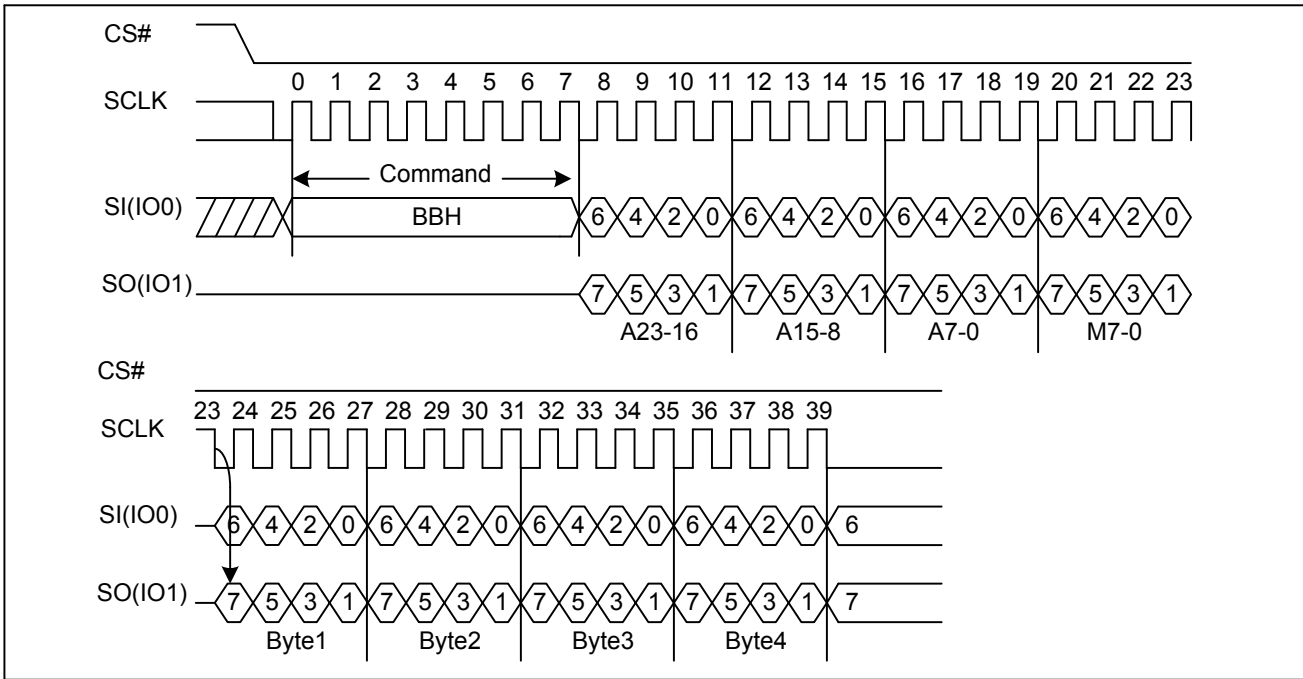 CS#
0 1 2 3 4 5 6 7 8 9 10 11 12 13 14 15 16 17 18 19 20 21 22 23
SCLK
Command
SI(IO0) BBH 6 4 2 0 6 4 2 0 6 4 2 0 6 4 2 0
SO(IO1) 7 5 3 1 7 5 3 1 7 5 3 1 7 5 3 1
A23-16 A15-8 A7-0 M7-0
CS#
23 24 25 26 27 28 29 30 31 32 33 34 35 36 37 38 39
SCLK
SI(IO0) 6 4 2 0 6 4 2 0 6 4 2 0 6 4 2 0 6
SO(IO1) 7 5 3 1 7 5 3 1 7 5 3 1 7 5 3 1 7
Byte1 Byte2 Byte3 Byte4